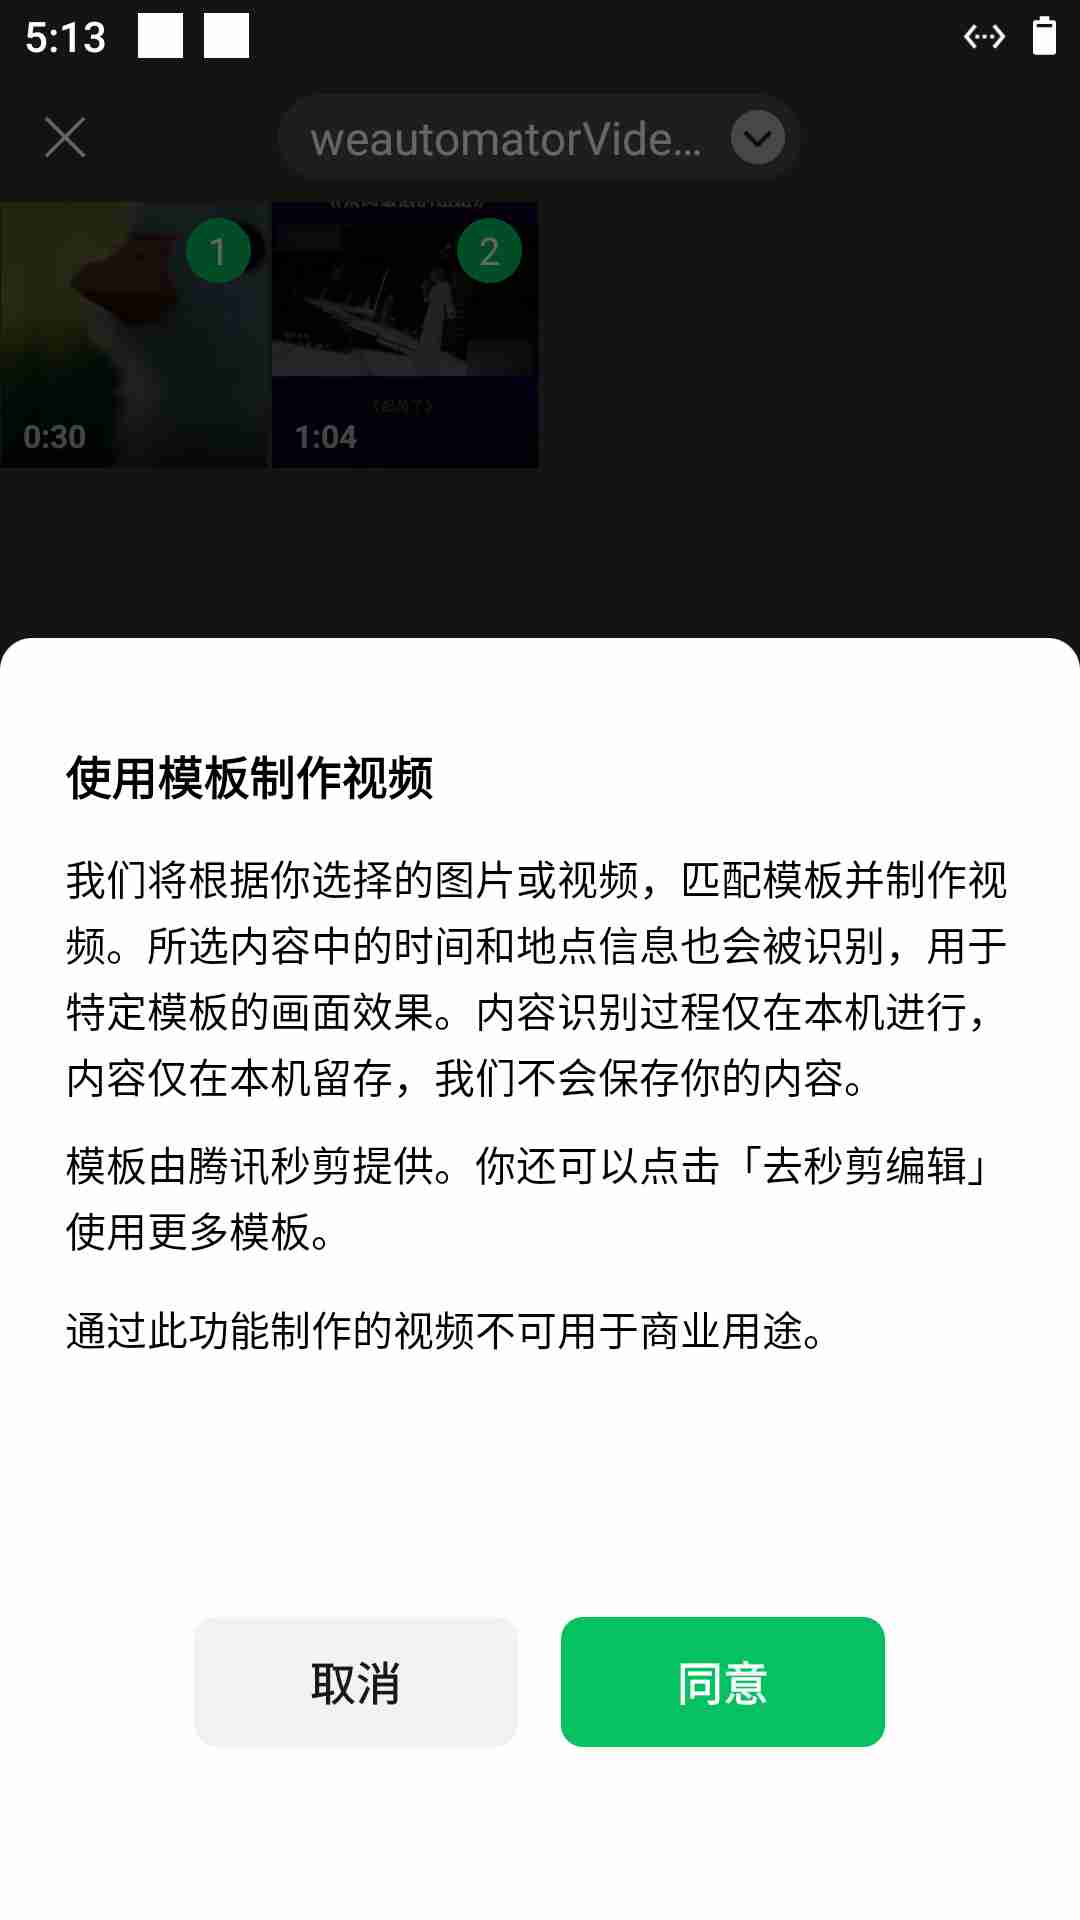 5:13
weautomatorVide...
1
2
0:30
1:04
使用模板制作视频
我们将根据你选择的图片或视频，匹配模板并制作视
频。所选内容中的时间和地点信息也会被识别，用于
特定模板的画面效果。内容识别过程仅在本机进行，
内容仅在本机留存，我们不会保存你的内容。
模板由腾讯秒剪提供。你还可以点击「去秒剪编辑」
使用更多模板。
通过此功能制作的视频不可用于商业用途。
取消
同意